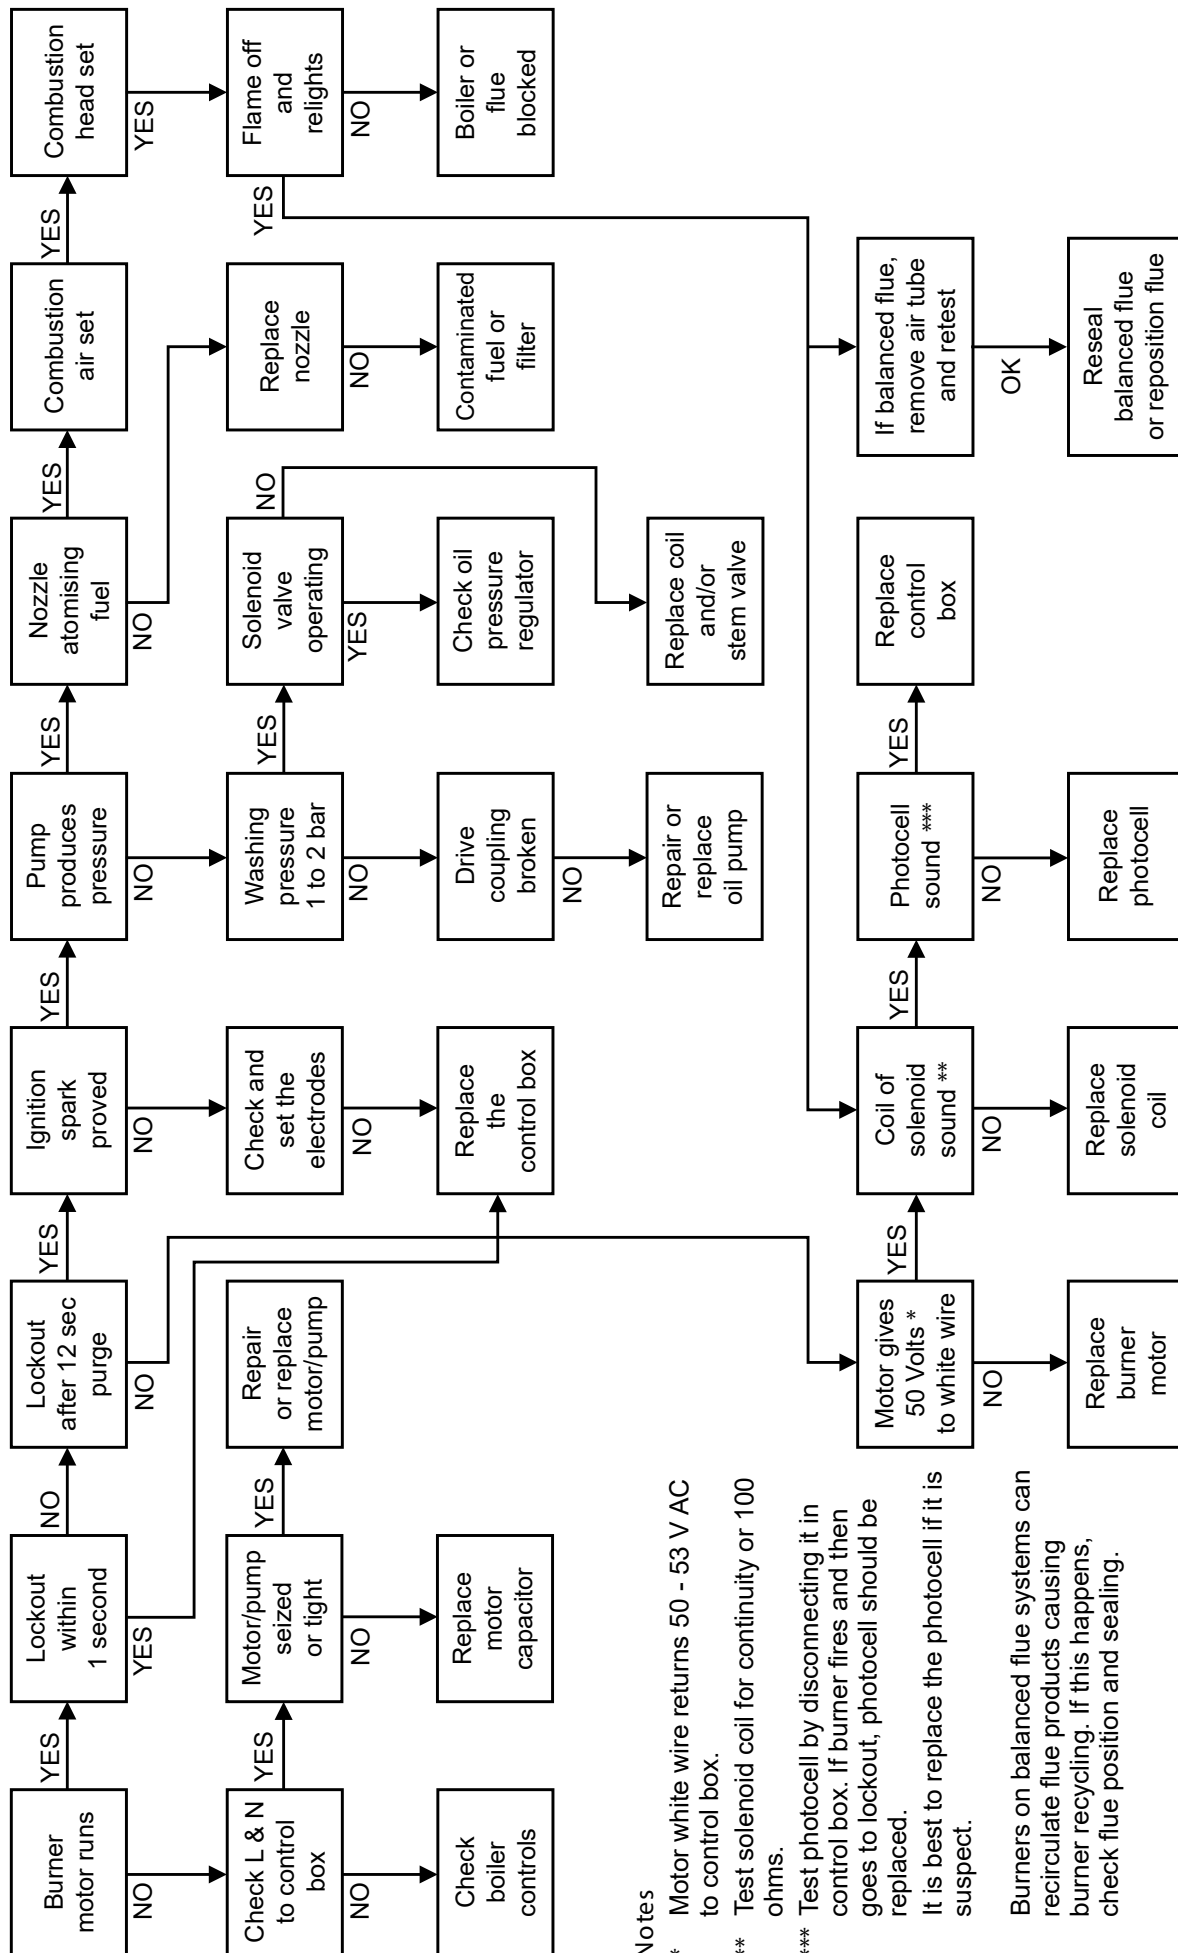 Burner
motor runs
YES
NO
Lockout
within
1 second
NO
YES
Lockout
after 12 sec
purge
YES
NO
Ignition
spark
proved
YES
NO
Pump
produces
pressure
YES
NO
Nozzle
atomising
fuel
YES
NO
Combustion
air set
YES
Combustion
head set
YES
Check L & N
to control
box
YES
NO
Motor/pump
seized
or tight
YES
NO
Repair
or replace
motor/pump
Check and
set the
electrodes
NO
Washing
pressure
1 to 2 bar
YES
NO
Solenoid
valve
operating
NO
YES
Replace
nozzle
NO
Flame off
and
relights
YES
NO
Check
boiler
controls
Replace
motor
capacitor
Replace
the
control box
Drive
coupling
broken
NO
Check oil
pressure
regulator
Contaminated
fuel or
filter
Boiler or
flue
blocked
Repair or
replace
oil pump
Replace coil
and/or
stem valve
Motor gives
50 Volts *
to white wire
YES
NO
Coil of
solenoid
sound **
YES
NO
Photocell
sound ***
YES
NO
Replace
control
box
If balanced flue,
remove air tube
and retest
OK
Replace
burner
motor
Replace
solenoid
coil
Replace
photocell
Reseal
balanced flue
or reposition flue
Notes
* Motor white wire returns 50 - 53 V AC
to control box.
** Test solenoid coil for continuity or 100
ohms.
*** Test photocell by disconnecting it in
control box. If burner fires and then
goes to lockout, photocell should be
replaced.
It is best to replace the photocell if it is
suspect.
Burners on balanced flue systems can
recirculate flue products causing
burner recycling. If this happens,
check flue position and sealing.